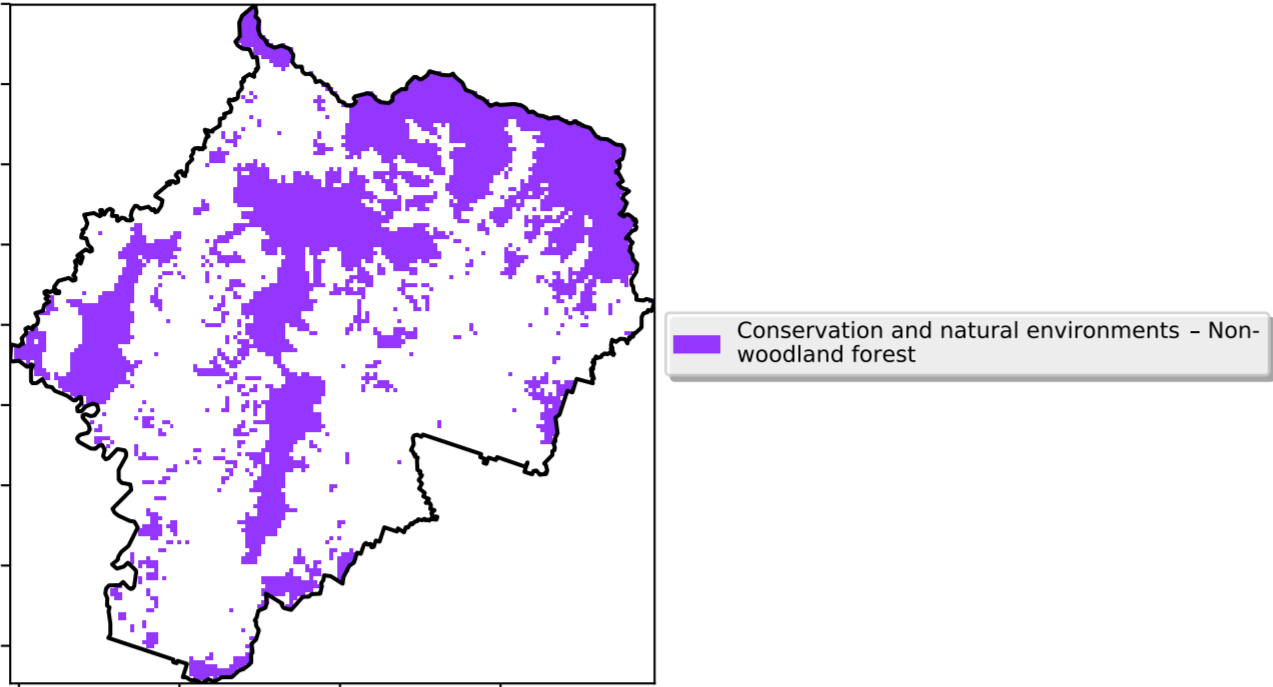 Conservation and natural environments – Non-
woodland forest